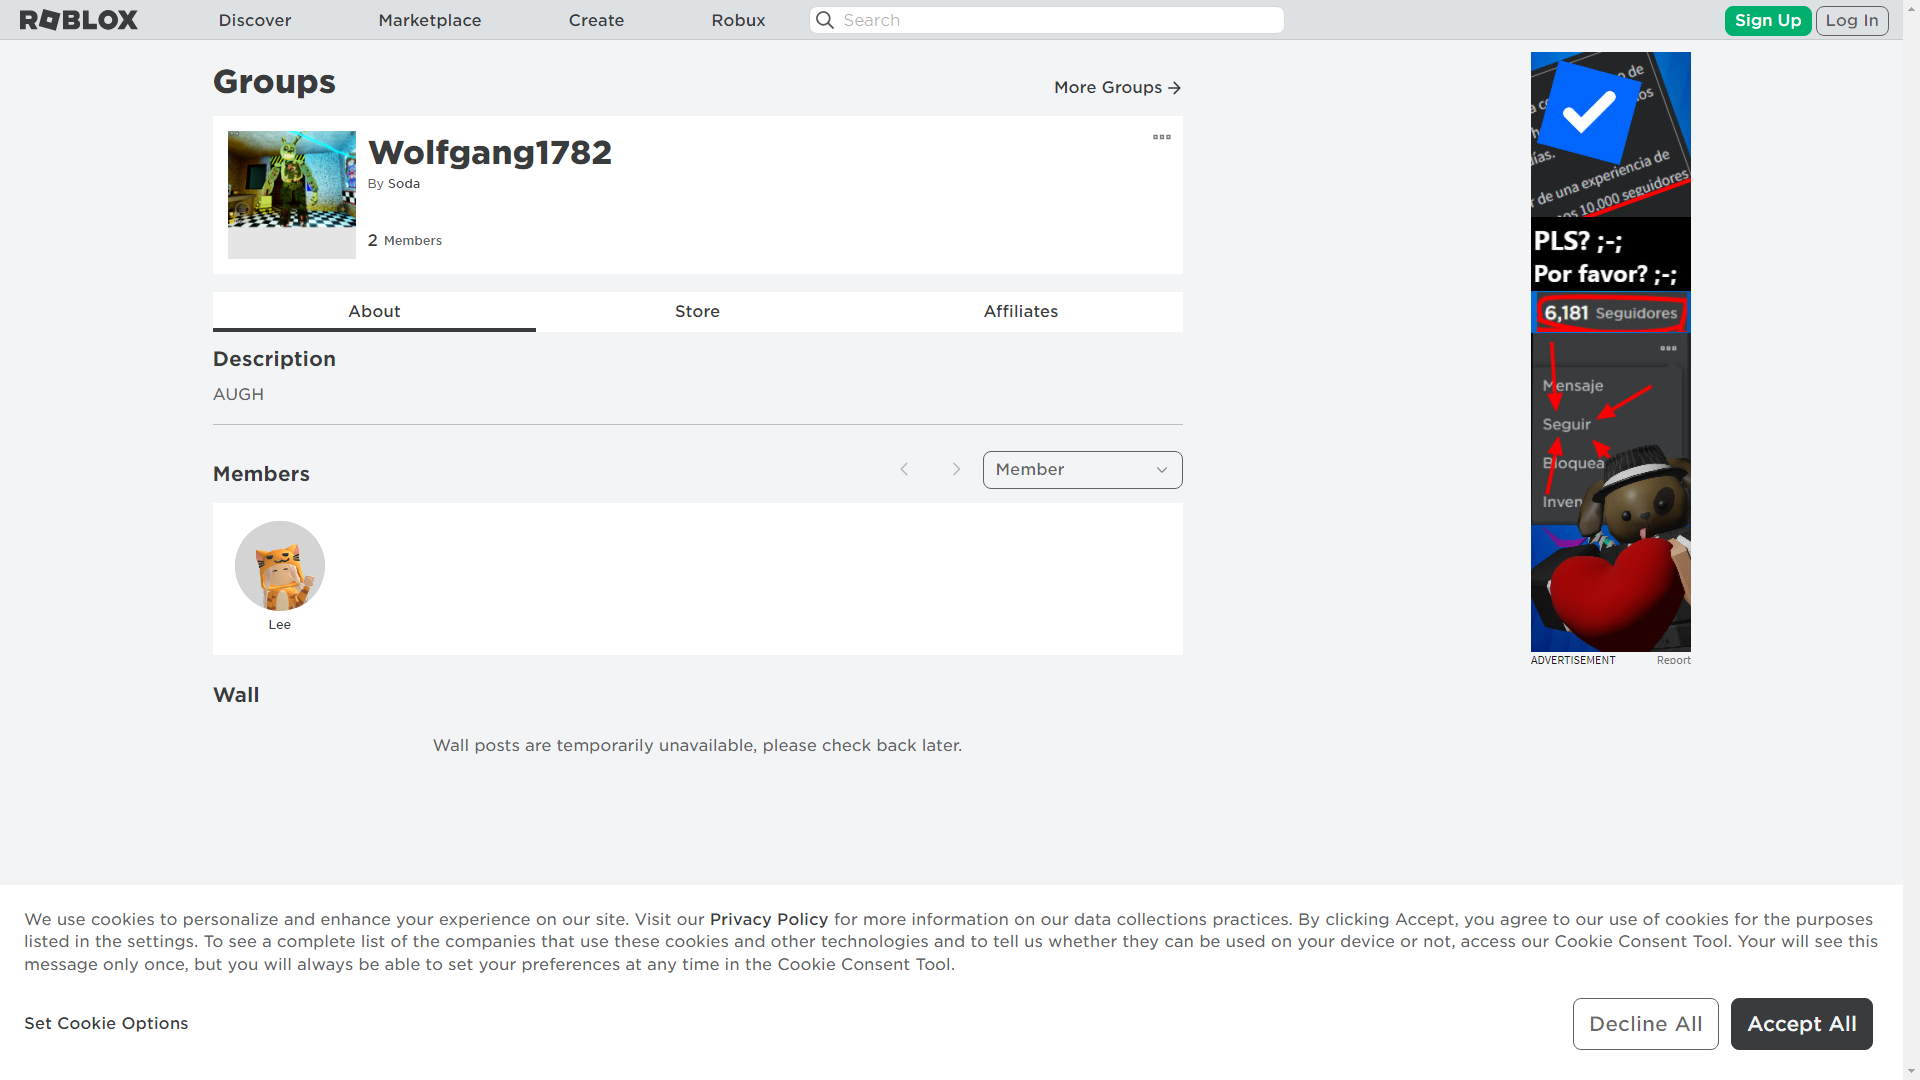 ROBLOX
Discover
Marketplace
Create
Robux
Search
Sign Up
Log In
Groups
More Groups
Wolfgang1782
By Soda
2 Members
About
Store
Affiliates
Description
AUGH
Members
Member
Lee
Wall
Wall posts are temporarily unavailable, please check back later.
de
os
días.
r de una experiencia de
os 10,000 seguidores
PLS? ;-;
Por favor? ;-;
6,181 Seguidores
Mensaje
Seguir
Bloquea
Inven
ADVERTISEMENT
Report
We use cookies to personalize and enhance your experience on our site. Visit our Privacy Policy for more information on our data collections practices. By clicking Accept, you agree to our use of cookies for the purposes
listed in the settings. To see a complete list of the companies that use these cookies and other technologies and to tell us whether they can be used on your device or not, access our Cookie Consent Tool. Your will see this
message only once, but you will always be able to set your preferences at any time in the Cookie Consent Tool.
Set Cookie Options
Decline All
Accept All